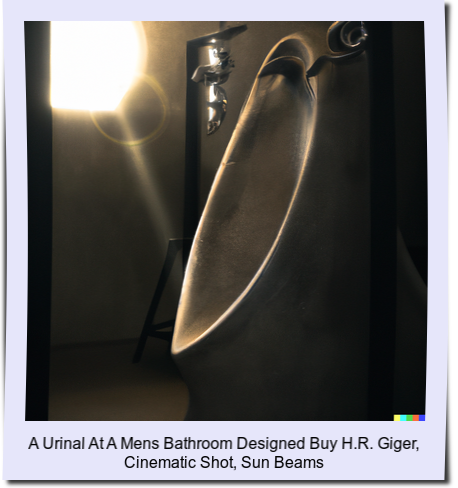 A Urinal At A Mens Bathroom Designed Buy H.R. Giger,
Cinematic Shot, Sun Beams